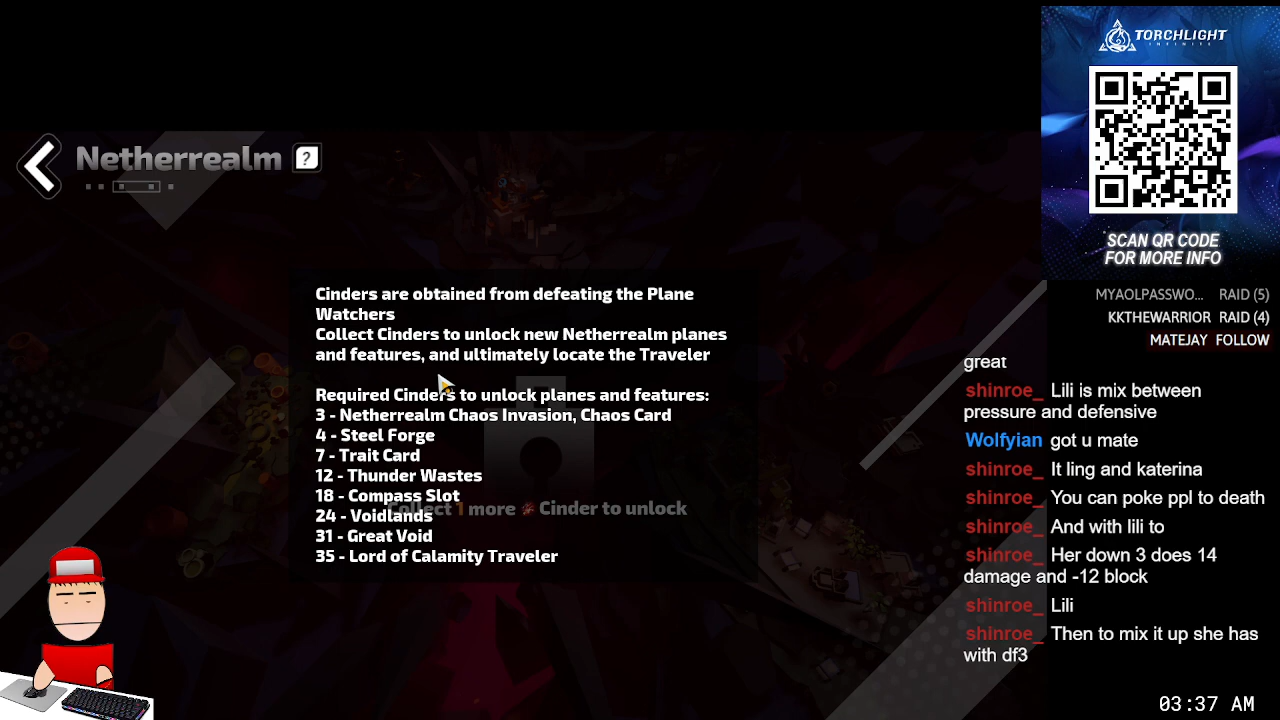 TORCHLIGHT
INFINITE
SCAN QR CODE
FOR MORE INFO
Netherrealm ?
Cinders are obtained from defeating the Plane
Watchers
Collect Cinders to unlock new Netherrealm planes
and features, and ultimately locate the Traveler
Required Cinders to unlock planes and features:
3 - Netherrealm Chaos Invasion, Chaos Card
4 - Steel Forge
7 - Trait Card
12 - Thunder Wastes
18 - Compass Slot
24 - Voidlands
31 - Great Void
35 - Lord of Calamity Traveler
Collect 1 more Cinder to unlock
MYAOLPASSWO... RAID (5)
KKTHEWARRIOR RAID (4)
MATEJAY FOLLOW
great
shinroe_ Lili is mix between
pressure and defensive
Wolfyian got u mate
shinroe_ It ling and katerina
shinroe_ You can poke ppl to death
shinroe_ And with lili to
shinroe_ Her down 3 does 14
damage and -12 block
shinroe_ Lili
shinroe_ Then to mix it up she has
with df3
03:37 AM